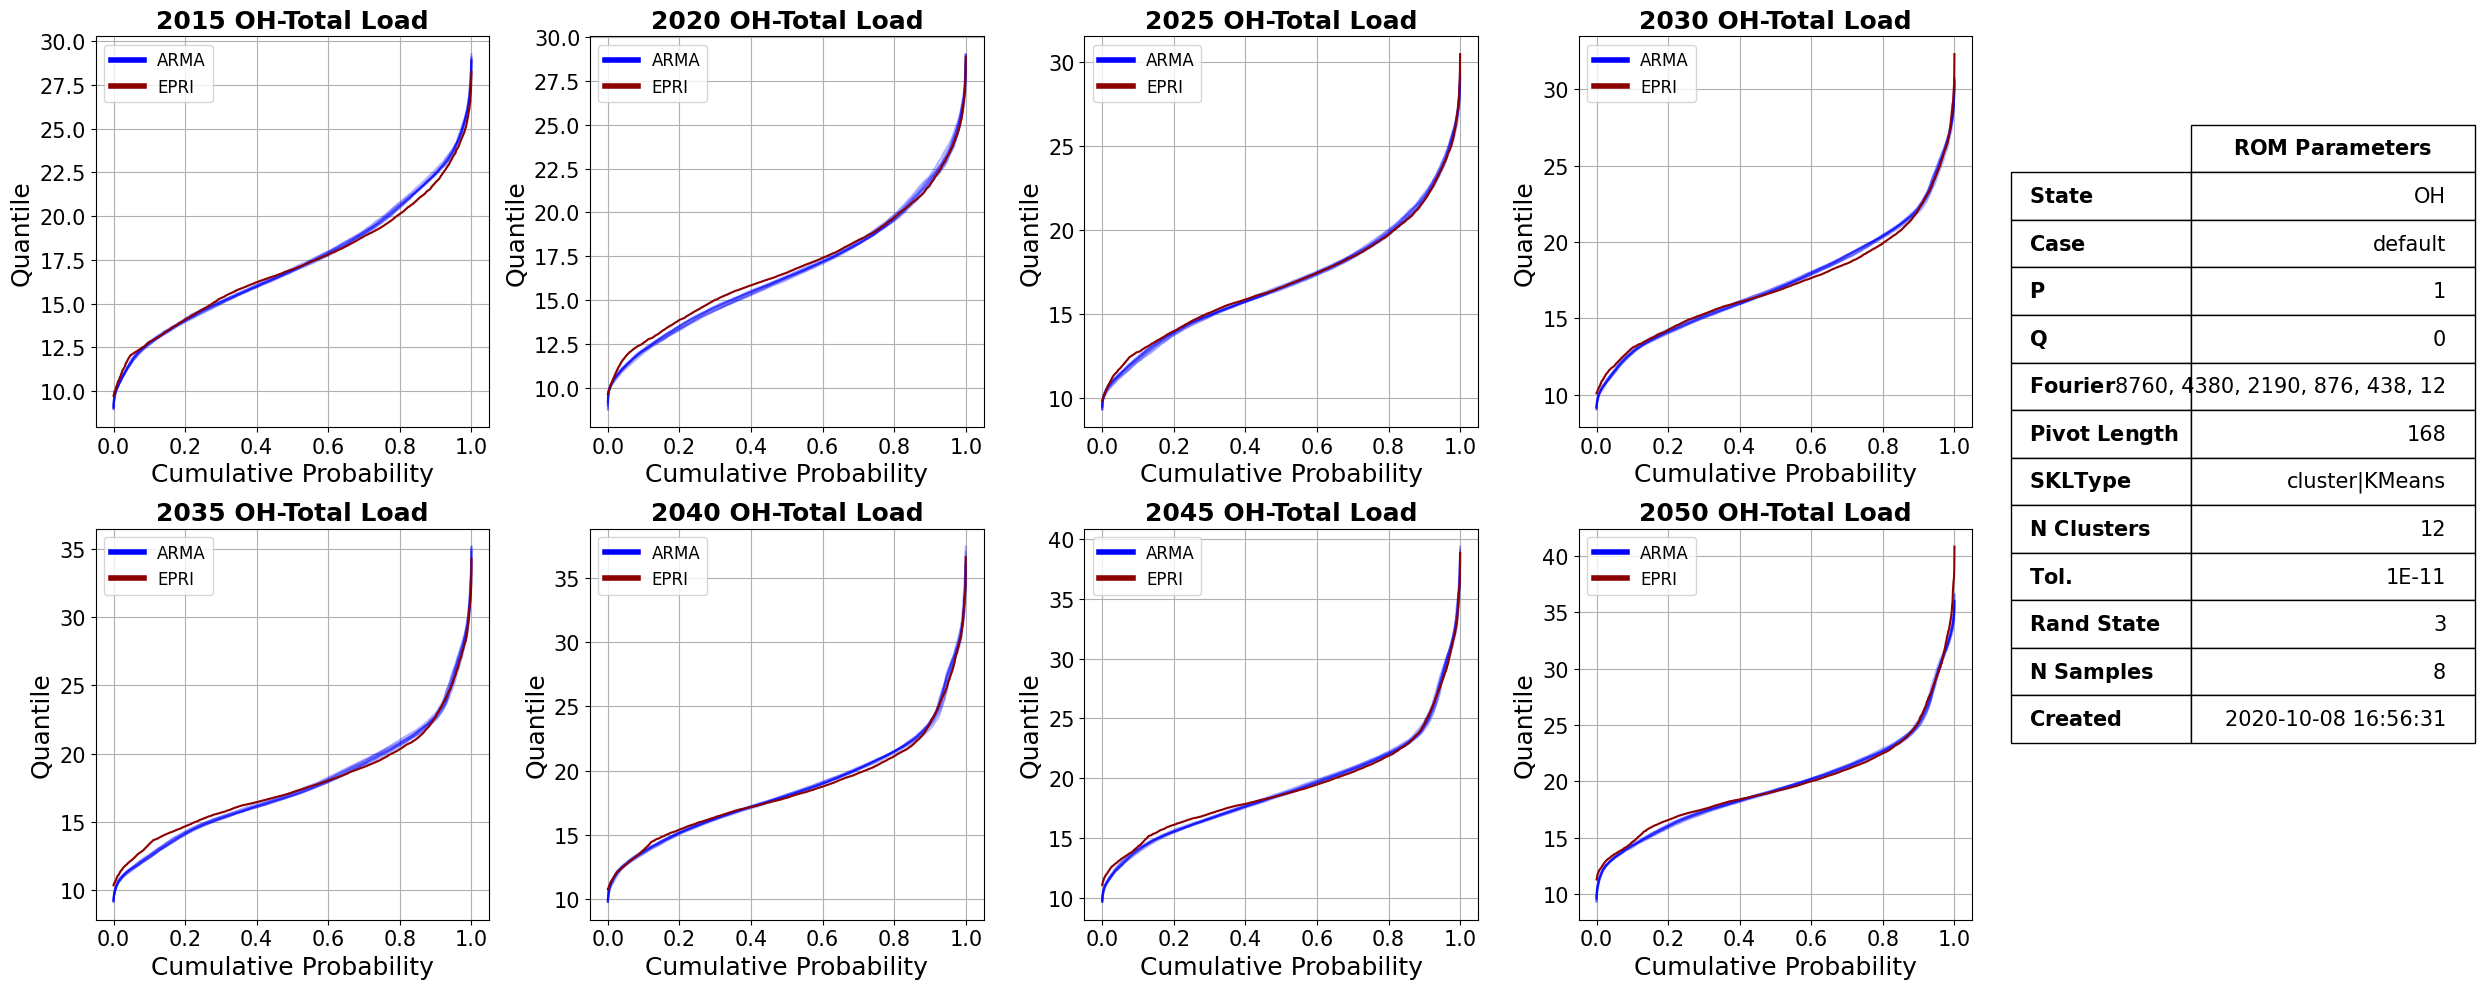 2015 OH-Total Load
30.0
27.5
25.0
22.5
20.0
17.5
15.0
12.5
10.0
Quantile
ARMA
EPRI
0.0 0.2 0.4 0.6 0.8 1.0
Cumulative Probability
2020 OH-Total Load
30.0
27.5
25.0
22.5
20.0
17.5
15.0
12.5
10.0
Quantile
ARMA
EPRI
0.0 0.2 0.4 0.6 0.8 1.0
Cumulative Probability
2025 OH-Total Load
30
25
20
15
10
Quantile
ARMA
EPRI
0.0 0.2 0.4 0.6 0.8 1.0
Cumulative Probability
2030 OH-Total Load
30
25
20
15
10
Quantile
ARMA
EPRI
0.0 0.2 0.4 0.6 0.8 1.0
Cumulative Probability
2035 OH-Total Load
35
30
25
20
15
10
Quantile
ARMA
EPRI
0.0 0.2 0.4 0.6 0.8 1.0
Cumulative Probability
2040 OH-Total Load
35
30
25
20
15
10
Quantile
ARMA
EPRI
0.0 0.2 0.4 0.6 0.8 1.0
Cumulative Probability
2045 OH-Total Load
40
35
30
25
20
15
10
Quantile
ARMA
EPRI
0.0 0.2 0.4 0.6 0.8 1.0
Cumulative Probability
2050 OH-Total Load
40
35
30
25
20
15
10
Quantile
ARMA
EPRI
0.0 0.2 0.4 0.6 0.8 1.0
Cumulative Probability
ROM Parameters
State OH
Case default
P 1
Q 0
Fourier 8760, 4380, 2190, 876, 438, 12
Pivot Length 168
SKLType cluster|KMeans
N Clusters 12
Tol. 1E-11
Rand State 3
N Samples 8
Created 2020-10-08 16:56:31